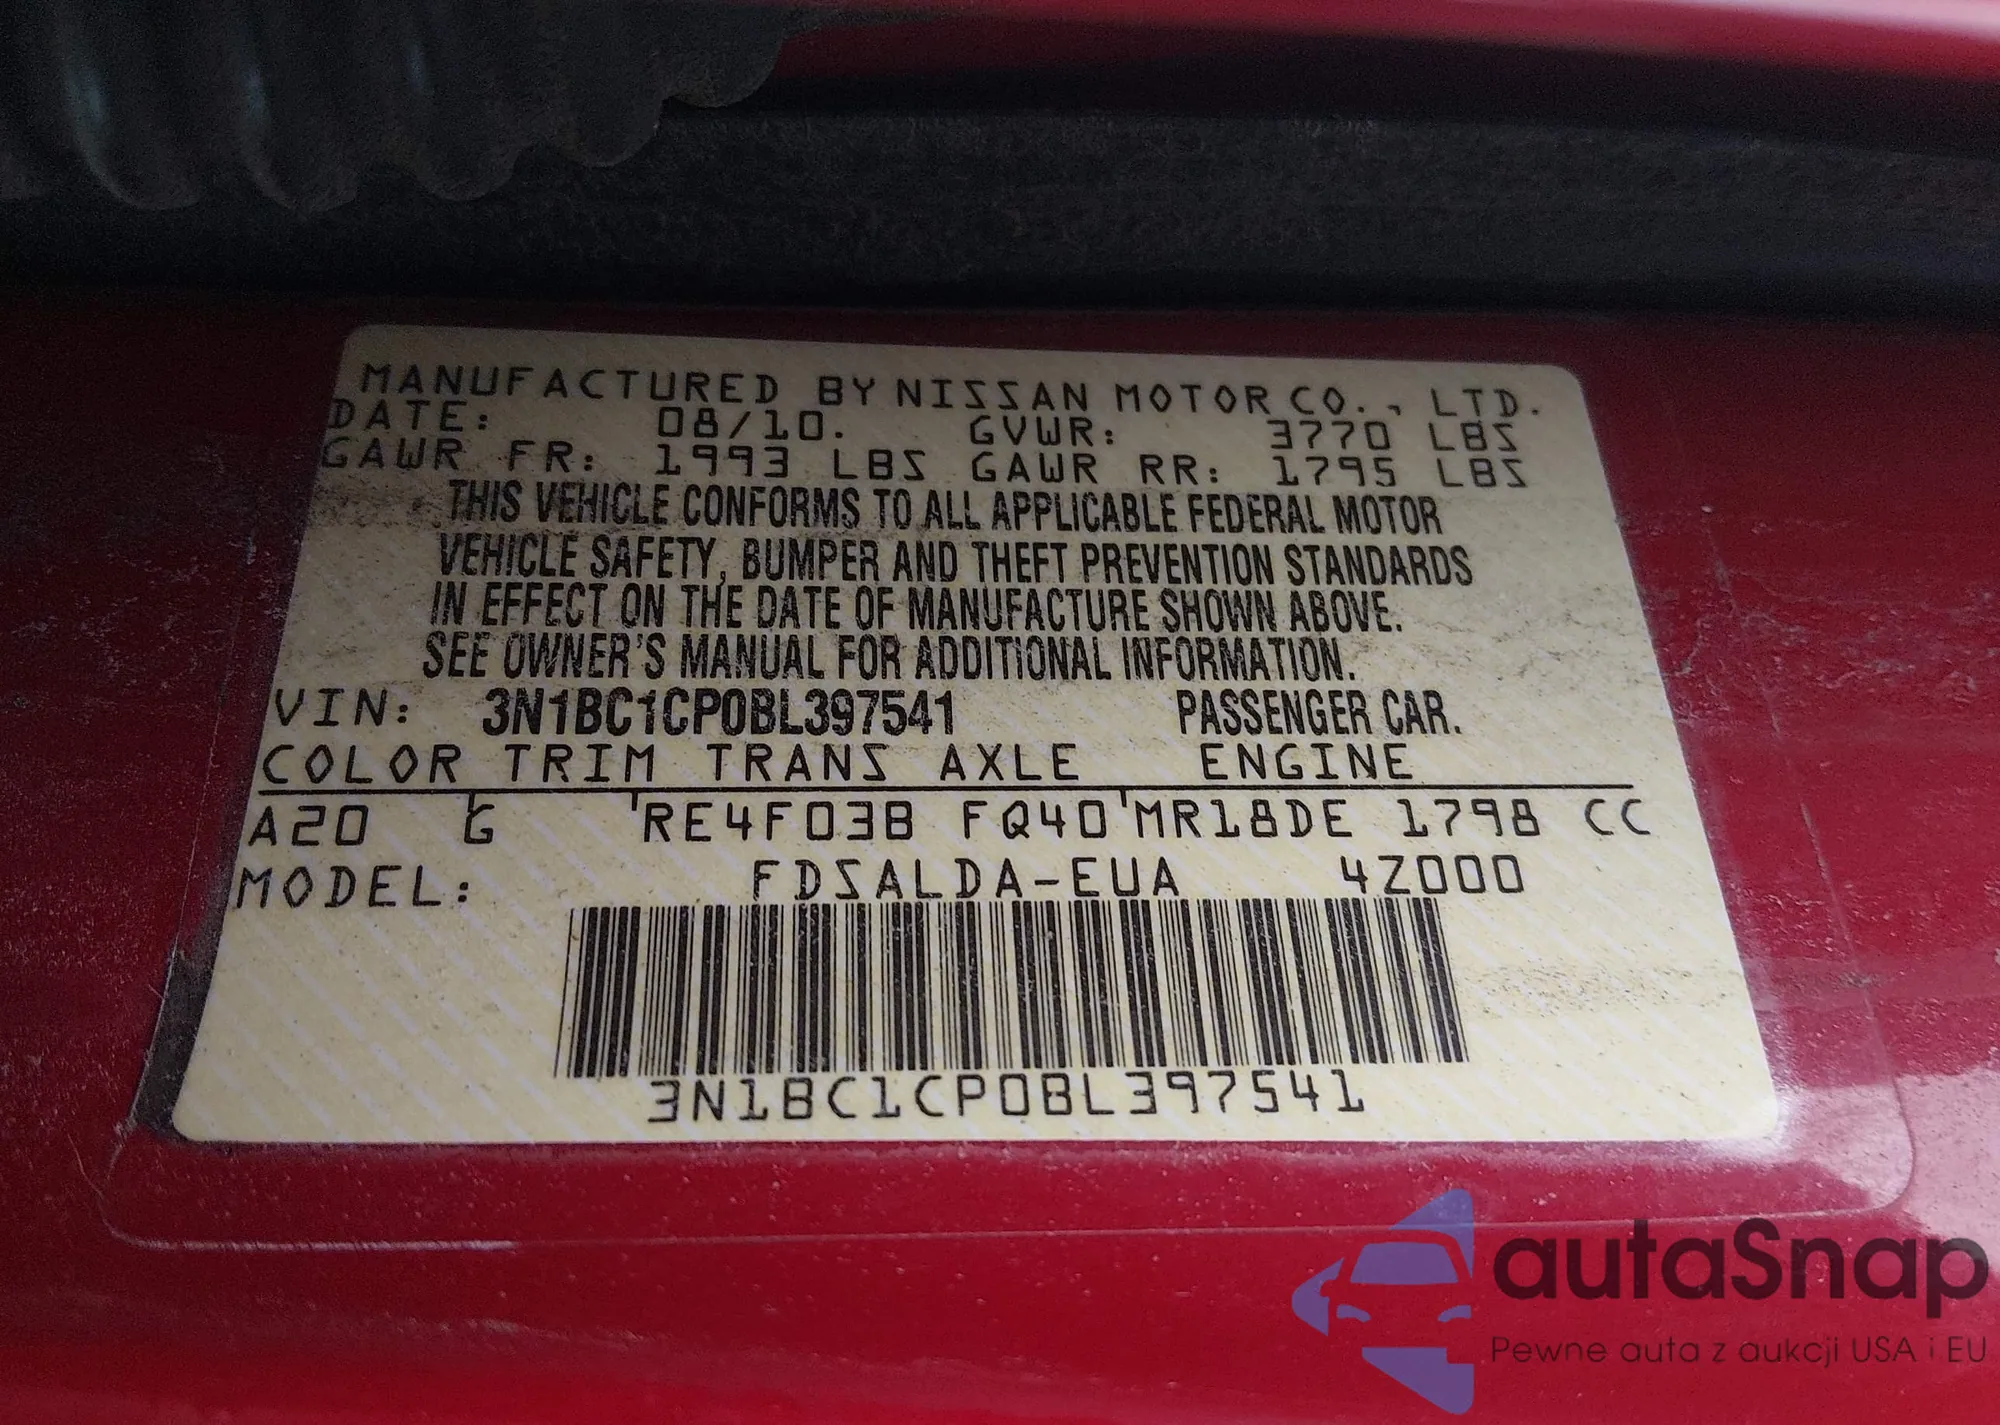 MANUFACTURED BY NISSAN MOTOR CO., LTD.
DATE: 08/10. GVWR: 3770 LBS
GAWR FR: 1993 LBS GAWR RR: 1795 LBS
THIS VEHICLE CONFORMS TO ALL APPLICABLE FEDERAL MOTOR
VEHICLE SAFETY, BUMPER AND THEFT PREVENTION STANDARDS
IN EFFECT ON THE DATE OF MANUFACTURE SHOWN ABOVE.
SEE OWNER'S MANUAL FOR ADDITIONAL INFORMATION.
VIN: 3N1BC1CP0BL397541 PASSENGER CAR.
COLOR TRIM TRANS AXLE ENGINE
A20 G RE4F03B FQ40 MR18DE 1798 CC
MODEL: FDSALDA-EUA 4Z000
3N1BC1CP0BL397541
autaSnap
Pewne auta z aukcji USA i EU